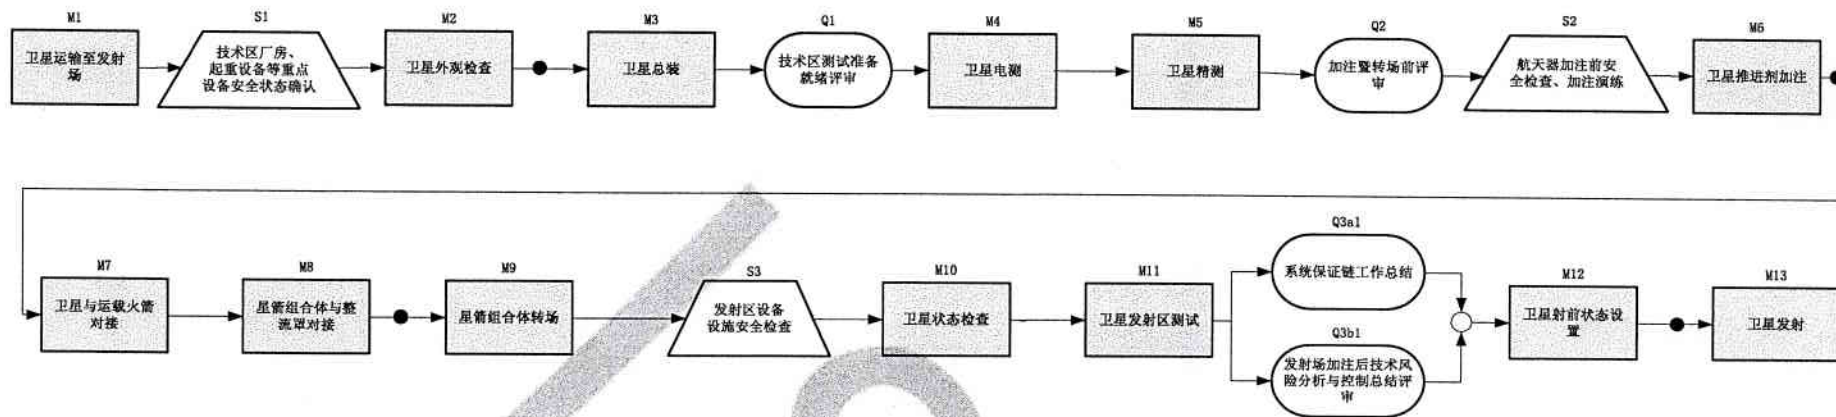 M1
卫星运输至发射
场
S1
技术区厂房、
起重设备等重点
设备安全状态确认
M2
卫星外观检查
M3
卫星总装
Q1
技术区测试准备
就绪评审
M4
卫星电测
M5
卫星精测
Q2
加注暨转场前评
审
S2
航天器加注前安
全检查、加注演练
M6
卫星推进剂加注
M7
卫星与运载火箭
对接
M8
星箭组合体与整
流罩对接
M9
星箭组合体转场
S3
发射区设备
设施安全检查
M10
卫星状态检查
M11
卫星发射区测试
Q3a1
系统保证链工作总结
Q3b1
发射场加注后技术风
险分析与控制总结评
审
M12
卫星射前状态设
置
M13
卫星发射